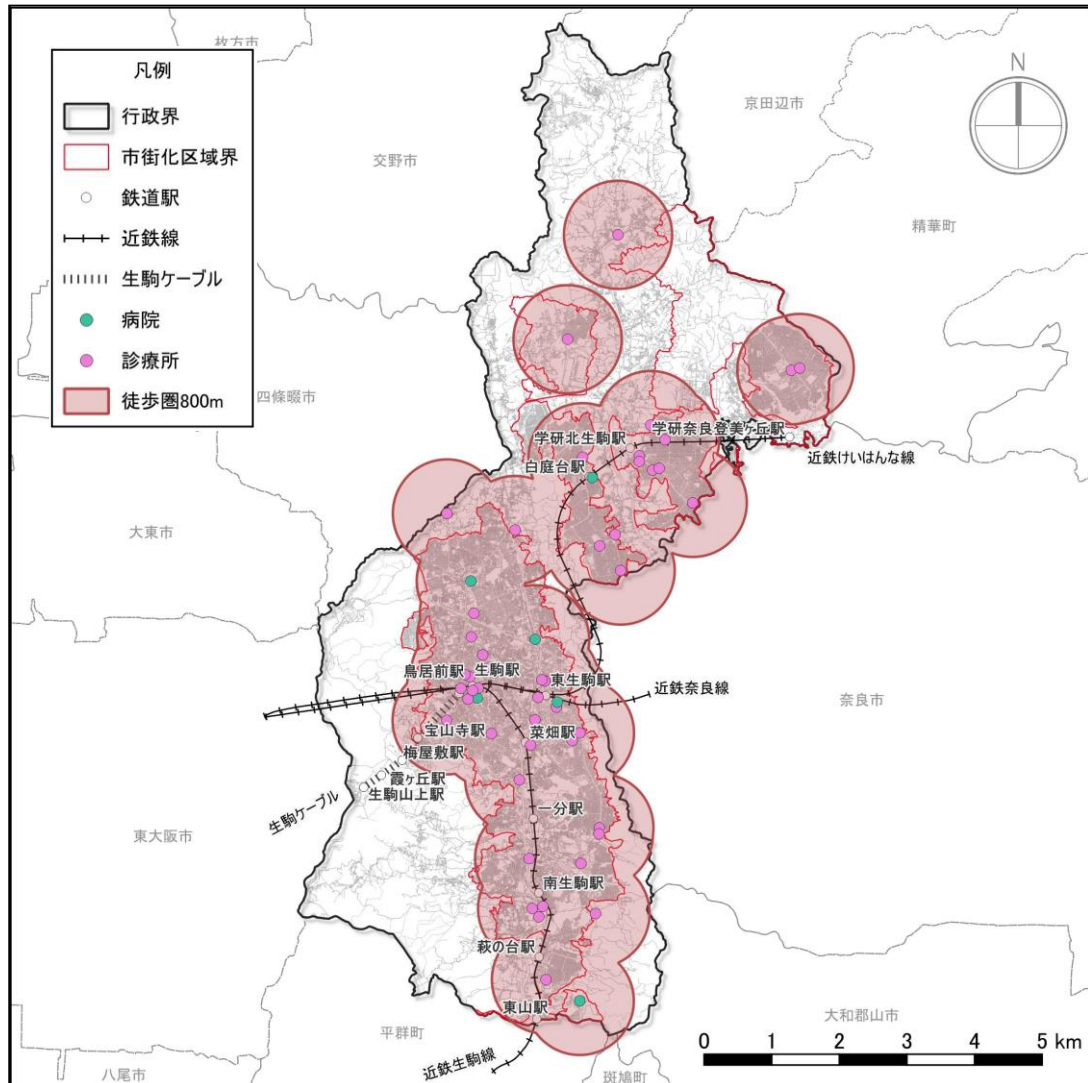 枚方市
凡例
行政界
市街化区域界
鉄道駅
近鉄線
生駒ケーブル
病院
診療所
徒歩圏800m
N
京田辺市
交野市
精華町
四條畷市
学研北生駒駅
学研奈良登美ヶ丘駅
近鉄けいはんな線
白庭台駅
大東市
鳥居前駅
生駒駅
東生駒駅
近鉄奈良線
奈良市
宝山寺駅
菜畑駅
梅屋敷駅
霞ヶ丘駅
生駒山上駅
生駒ケーブル
一分駅
東大阪市
南生駒駅
萩の台駅
東山駅
平群町
大和郡山市
0 1 2 3 4 5 km
近鉄生駒線
八尾市
斑鳩町